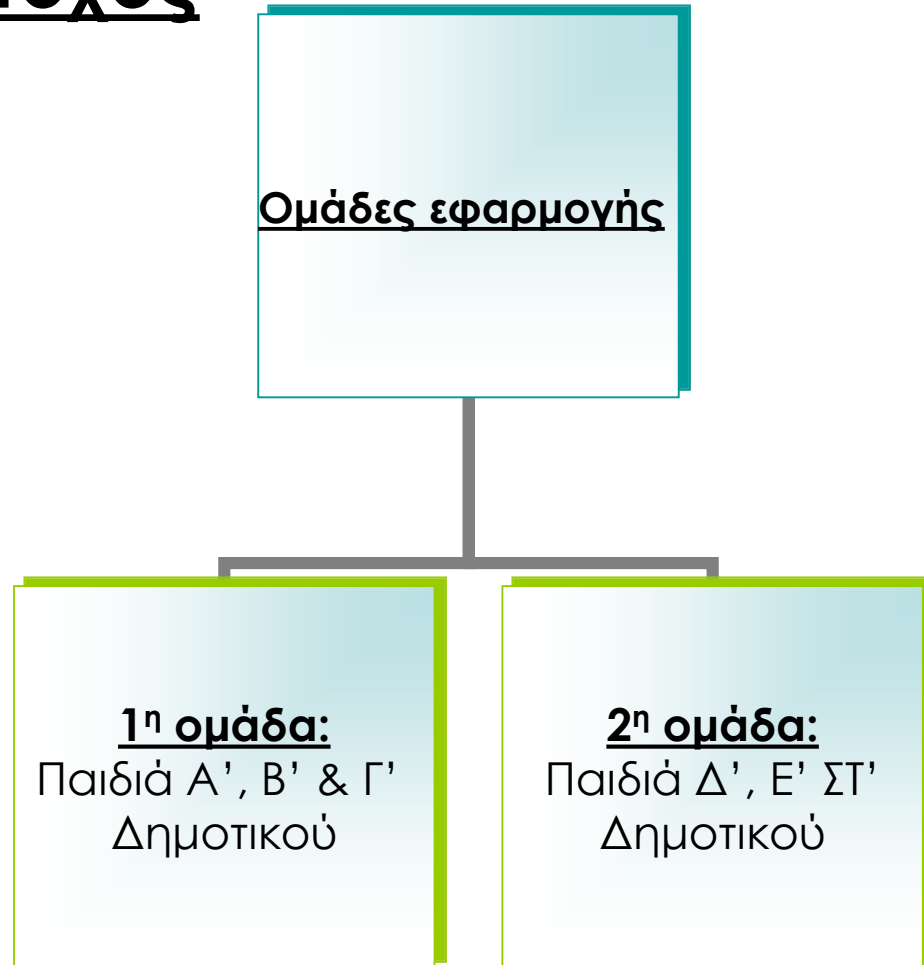 Ομάδες εφαρμογής
1η ομάδα:
Παιδιά Α’, Β’ & Γ’
Δημοτικού
2η ομάδα:
Παιδιά Δ’, Ε’ ΣΤ’
Δημοτικού